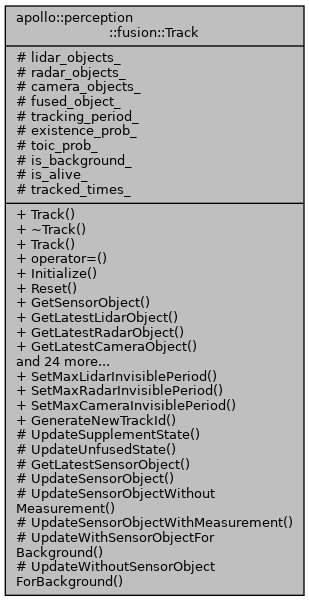 apollo::perception
::fusion::Track
# lidar_objects_
# radar_objects_
# camera_objects_
# fused_object_
# tracking_period_
# existence_prob_
# toic_prob_
# is_background_
# is_alive_
# tracked_times_
+ Track()
+ ~Track()
+ Track()
+ operator=()
+ Initialize()
+ Reset()
+ GetSensorObject()
+ GetLatestLidarObject()
+ GetLatestRadarObject()
+ GetLatestCameraObject()
and 24 more...
+ SetMaxLidarInvisiblePeriod()
+ SetMaxRadarInvisiblePeriod()
+ SetMaxCameraInvisiblePeriod()
+ GenerateNewTrackId()
# UpdateSupplementState()
# UpdateUnfusedState()
# GetLatestSensorObject()
# UpdateSensorObject()
# UpdateSensorObjectWithout
Measurement()
# UpdateSensorObjectWithMeasurement()
# UpdateWithSensorObjectFor
Background()
# UpdateWithoutSensorObject
ForBackground()